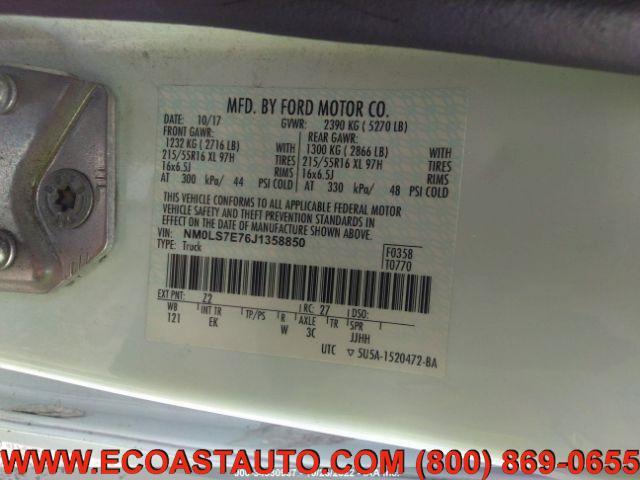 MFD. BY FORD MOTOR CO.
DATE: 10/17 GVWR: 2390 KG ( 5270 LB)
FRONT GAWR: REAR GAWR:
1232 KG ( 2716 LB) WITH 1300 KG ( 2866 LB) WITH
215/55R16 XL 97H TIRES 215/55R16 XL 97H TIRES
16x6.5J RIMS 16x6.5J RIMS
AT 300 kPa/ 44 PSI COLD AT 330 kPa/ 48 PSI COLD
THIS VEHICLE CONFORMS TO ALL APPLICABLE FEDERAL MOTOR
VEHICLE SAFETY AND THEFT PREVENTION STANDARDS IN
EFFECT ON THE DATE OF MANUFACTURE SHOWN ABOVE.
VIN: NM0LS7E76J1358850 F0358
TYPE: Truck T0770
EXT PNT: Z2 RC: 27 DSO:
WB INT TR TP/PS R AXLE TR SPR
121 EK W 3C JJHH
UTC ▽ 5U5A-1520472-BA
WWW.ECOASTAUTO.COM (800) 869-0655